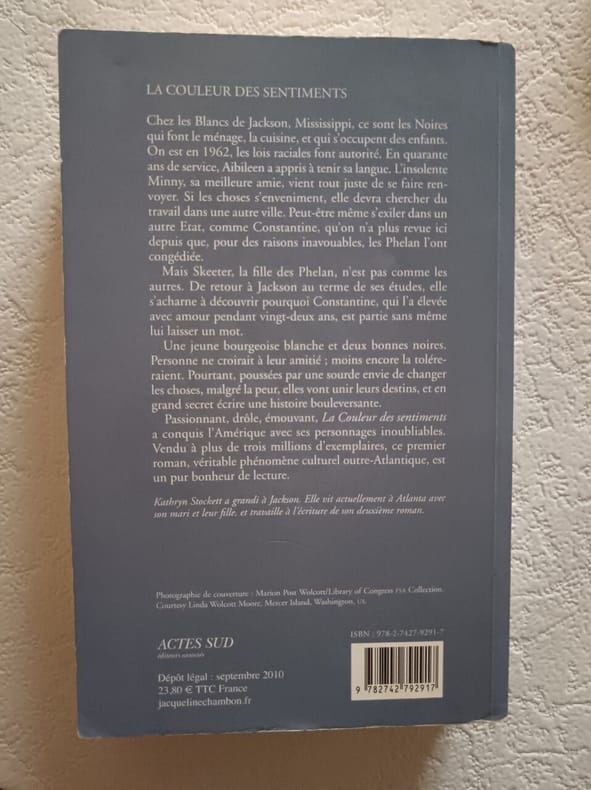 LA COULEUR DES SENTIMENTS
Chez les Blancs de Jackson, Mississippi, ce sont les Noires
qui font le ménage, la cuisine, et qui s'occupent des enfants.
On est en 1962, les lois raciales font autorité. En quarante
ans de service, Aibileen a appris à tenir sa langue. L'insolente
Minny, sa meilleure amie, vient tout juste de se faire ren-
voyer. Si les choses s'enveniment, elle devra chercher du
travail dans une autre ville. Peut-être même s'exiler dans un
autre Etat, comme Constantine, qu'on n'a plus revue ici
depuis que, pour des raisons inavouables, les Phelan l'ont
congédiée.
Mais Skeeter, la fille des Phelan, n'est pas comme les
autres. De retour à Jackson au terme de ses études, elle
s'acharne à découvrir pourquoi Constantine, qui l'a élevée
avec amour pendant vingt-deux ans, est partie sans même
lui laisser un mot.
Une jeune bourgeoise blanche et deux bonnes noires.
Personne ne croirait à leur amitié ; moins encore la tolére-
raient. Pourtant, poussées par une sourde envie de changer
les choses, malgré la peur, elles vont unir leurs destins, et en
grand secret écrire une histoire bouleversante.
Passionnant, drôle, émouvant, La Couleur des sentiments
a conquis l'Amérique avec ses personnages inoubliables.
Vendu à plus de trois millions d'exemplaires, ce premier
roman, véritable phénomène culturel outre-Atlantique, est
un pur bonheur de lecture.
Kathryn Stockett a grandi à Jackson. Elle vit actuellement à Atlanta avec
son mari et leur fille, et travaille à l'écriture de son deuxième roman.
Photographie de couverture : Marion Post Wolcott/Library of Congress FSA Collection.
Courtesy Linda Wolcott Moore, Mercer Island, Washington, US.
ACTES SUD
éditeurs associés
Dépôt légal : septembre 2010
23,80 € TTC France
jacquelinechambon.fr
ISBN : 978-2-7427-9291-7
9 782742 792917